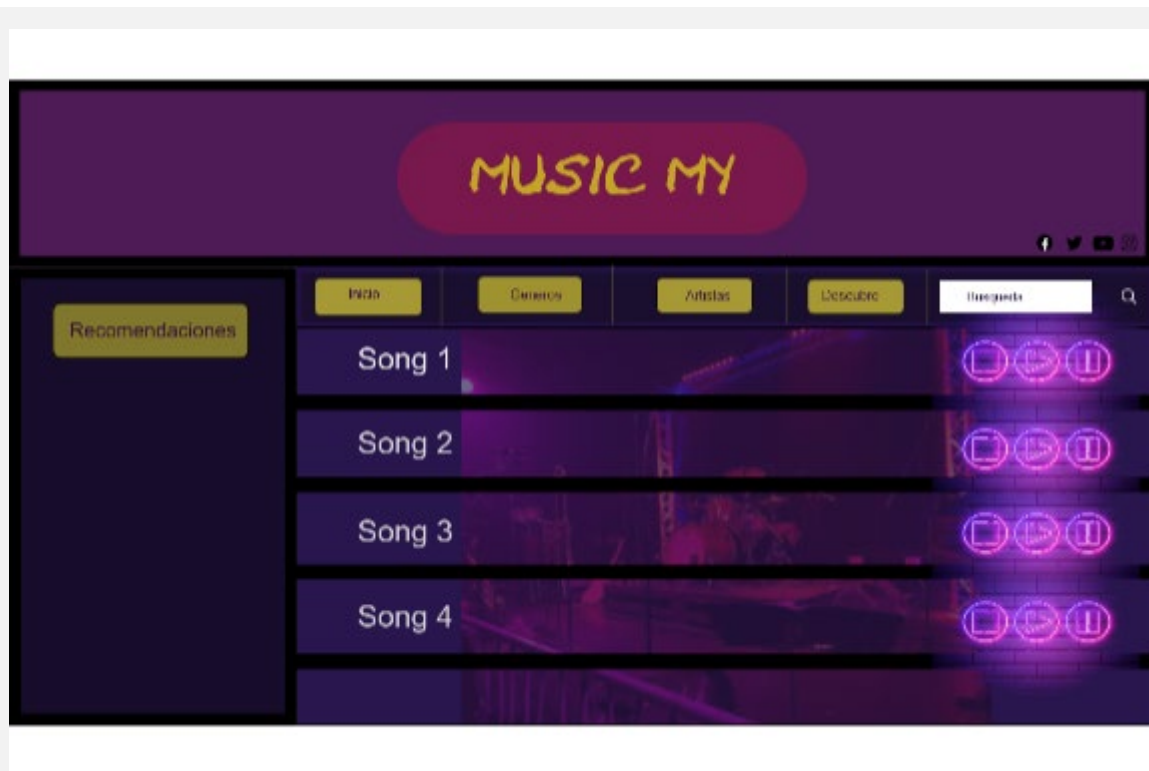 MUSIC MY
Recomendaciones
Inicio
Generos
Artistas
Descubre
Busqueda
Song 1
Song 2
Song 3
Song 4